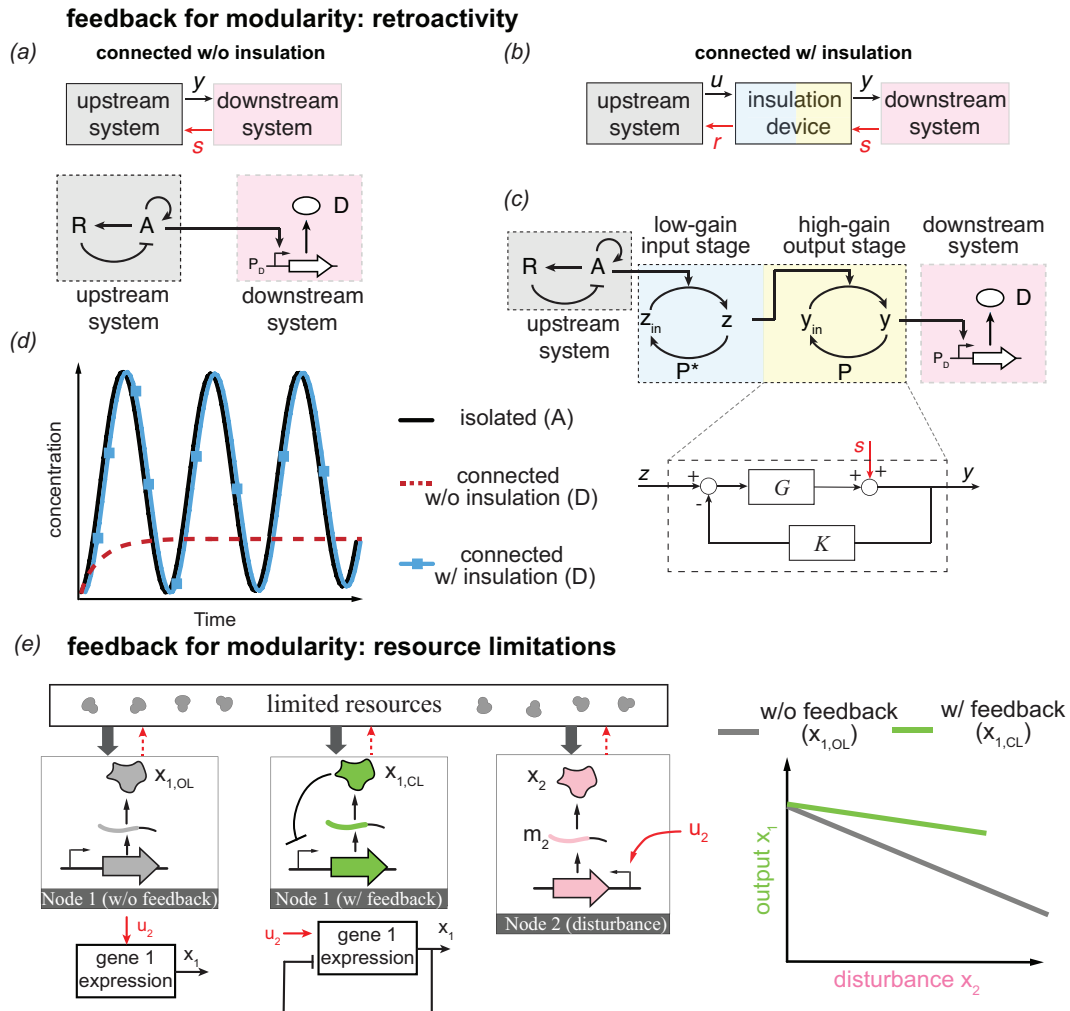 feedback for modularity: retroactivity
(a)
connected w/o insulation
upstream system
y
s
downstream system
R
A
D
P_D
upstream system
downstream system
(b)
connected w/ insulation
upstream system
u
r
insulation device
y
s
downstream system
(c)
low-gain input stage
high-gain output stage
downstream system
R
A
upstream system
z_in
z
P*
y_in
y
P
D
P_D
z
+
-
G
s
+
+
y
K
(d)
concentration
Time
isolated (A)
connected w/o insulation (D)
connected w/ insulation (D)
(e)
feedback for modularity: resource limitations
limited resources
x_1,OL
Node 1 (w/o feedback)
x_1,CL
Node 1 (w/ feedback)
x_2
m_2
u_2
Node 2 (disturbance)
u_2
gene 1 expression
x_1
u_2
gene 1 expression
x_1
w/o feedback (x_1,OL)
w/ feedback (x_1,CL)
output x_1
disturbance x_2